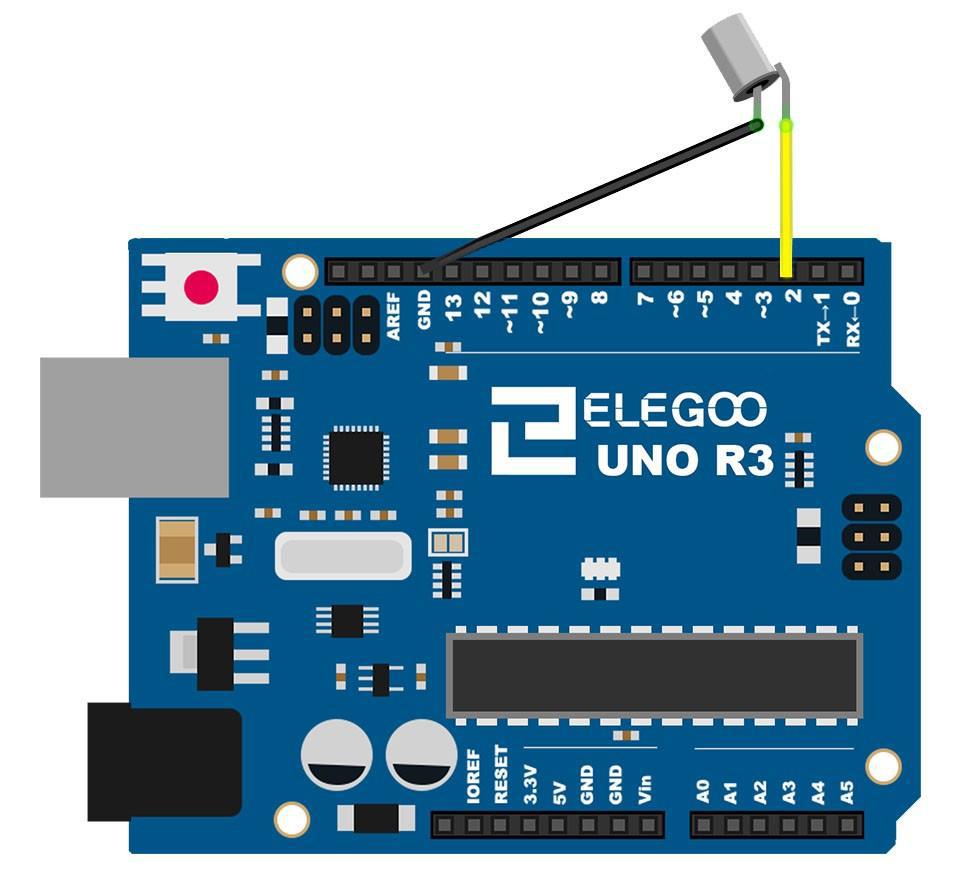 AREF
GND
13
12
~11
~10
~9
8
7
~6
~5
4
~3
2
TX→1
RX←0
ELEGOO
UNO R3
IOREF
RESET
3.3V
5V
GND
GND
Vin
A0
A1
A2
A3
A4
A5